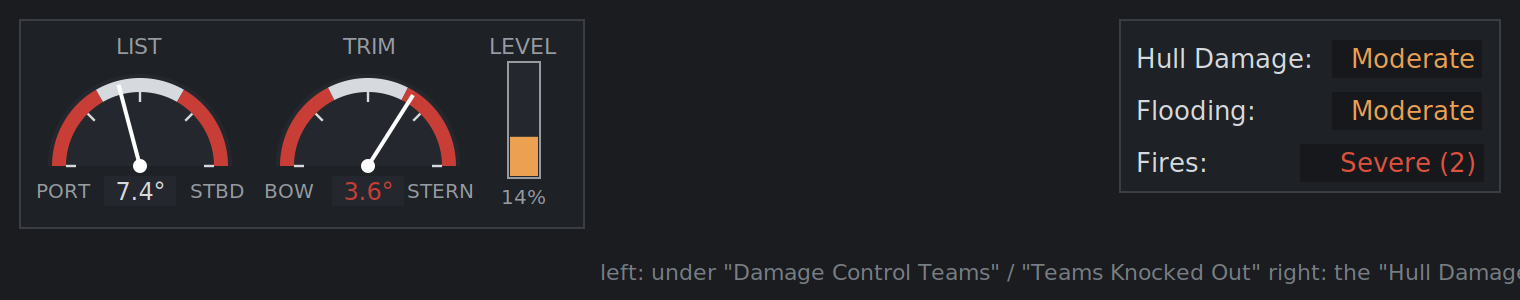 LIST TRIM LEVEL
PORT 7.4° STBD BOW 3.6° STERN
14%
Hull Damage: Moderate
Flooding: Moderate
Fires: Severe (2)
left: under "Damage Control Teams" / "Teams Knocked Out" right: the "Hull Damage